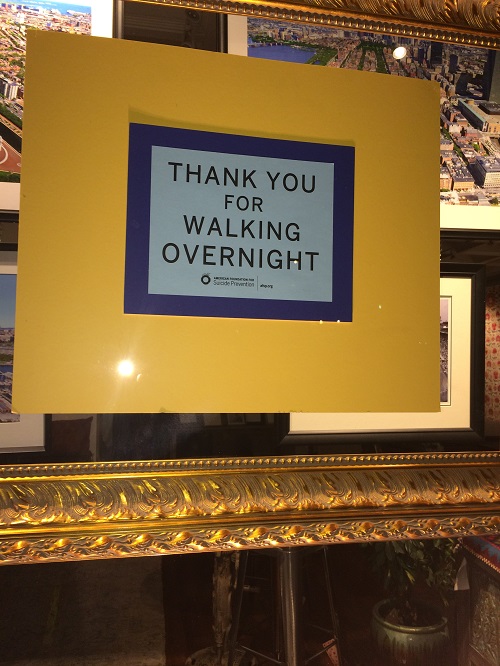 THANK YOU
FOR
WALKING
OVERNIGHT
AMERICAN FOUNDATION FOR
Suicide Prevention
afsp.org